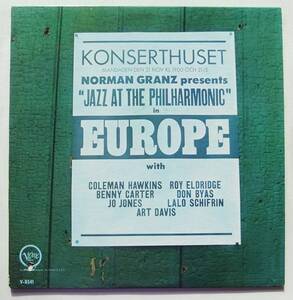 KONSERTHUSET
NORMAN GRANZ presents
"JAZZ AT THE PHILHARMONIC"
in
EUROPE
with
COLEMAN HAWKINS ROY ELDRIDGE
BENNY CARTER DON BYAS
JO JONES LALO SCHIFRIN
ART DAVIS
VERVE
V-8541